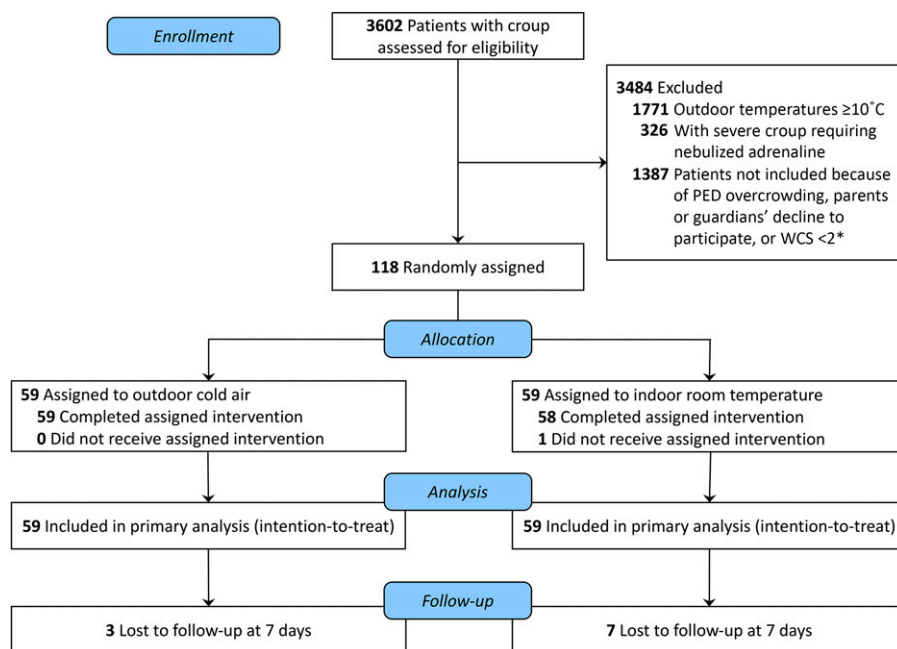 Enrollment
3602 Patients with croup
assessed for eligibility
3484 Excluded
1771 Outdoor temperatures ≥10˚C
326 With severe croup requiring
nebulized adrenaline
1387 Patients not included because
of PED overcrowding, parents
or guardians’ decline to
participate, or WCS <2*
118 Randomly assigned
Allocation
59 Assigned to outdoor cold air
59 Completed assigned intervention
0 Did not receive assigned intervention
59 Assigned to indoor room temperature
58 Completed assigned intervention
1 Did not receive assigned intervention
Analysis
59 Included in primary analysis (intention-to-treat)
59 Included in primary analysis (intention-to-treat)
Follow-up
3 Lost to follow-up at 7 days
7 Lost to follow-up at 7 days